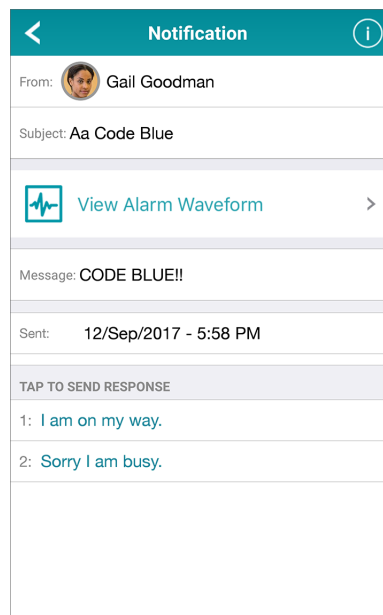 Notification
From: Gail Goodman
Subject: Aa Code Blue
View Alarm Waveform
Message: CODE BLUE!!
Sent: 12/Sep/2017 - 5:58 PM
TAP TO SEND RESPONSE
1: I am on my way.
2: Sorry I am busy.